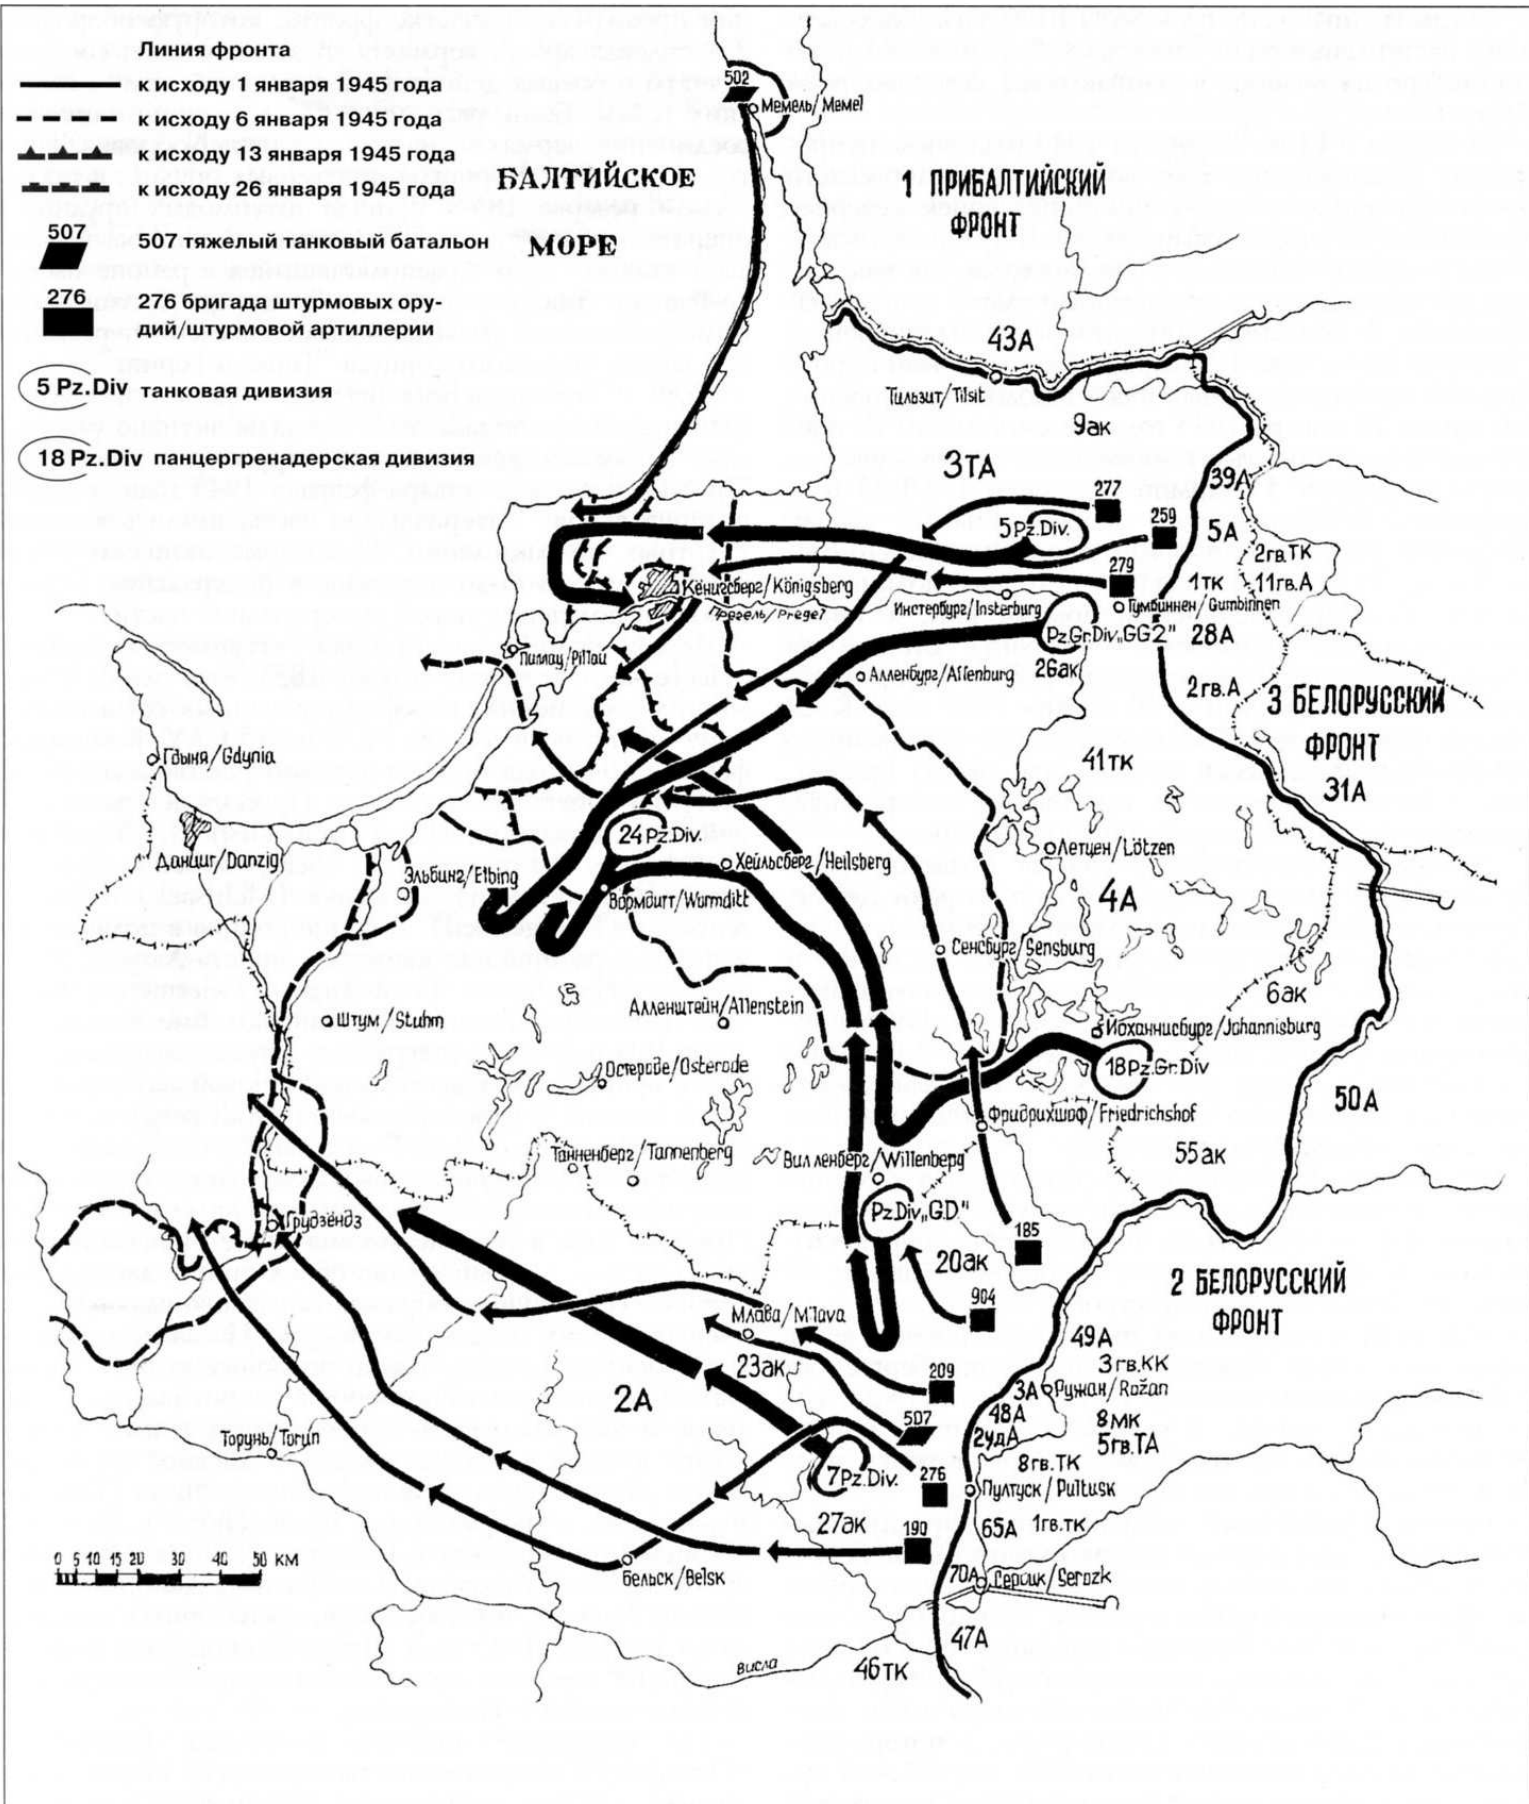 Линия фронта
к исходу 1 января 1945 года
к исходу 6 января 1945 года
к исходу 13 января 1945 года
к исходу 26 января 1945 года
507
507 тяжелый танковый батальон
276
276 бригада штурмовых ору-
дий/штурмовой артиллерии
5 Pz.Div танковая дивизия
18 Pz.Div панцергренадерская дивизия
502
Мемель/Memel
БАЛТИЙСКОЕ
МОРЕ
1 ПРИБАЛТИЙСКИЙ
ФРОНТ
43А
Тильзит/Tilsit
9ак
3ТА
39А
277
5 Pz.Div.
259
5А
2гв.ТК
279
1тк
11гв.А
Кёнигсберг/Königsberg
Прегель/Pregel
Инстербург/Insterburg
Гумбиннен/Gumbinnen
Pz.Gr.Div„GG2"
28А
26ак
Пиллау/Pillau
Алленбург/Allenburg
2гв.А
3 БЕЛОРУССКИЙ
ФРОНТ
31А
Гдыня/Gdynia
41тк
24 Pz.Div.
Данциг/Danzig
Хейльсберг/Heilsberg
Летцен/Lötzen
Эльбинг/Elbing
Вормдитт/Wormditt
4А
Сенсбург/Sensburg
6ак
Алленштейн/Allenstein
Штум/Stuhm
Йоханнисбург/Johannisburg
Остероде/Osterode
18Pz.Gr.Div
50А
Фридрихшоф/Friedrichshof
Танненберг/Tannenberg
Вилленберг/Willenberg
55ак
Грудзёндз
Pz.Div„G.D."
185
20ак
2 БЕЛОРУССКИЙ
ФРОНТ
904
Млава/Mlava
49А
3гв.КК
23ак
209
3А
Ружан/Rožan
2А
507
48А
8мк
2удА
5гв.ТА
Торунь/Torun
8гв.ТК
7Pz.Div.
276
Пултуск/Pultusk
27ак
65А
1гв.тк
190
0 5 10 15 20 30 40 50 КМ
Бельск/Belsk
70А
Сероцк/Serozk
47А
висла
46тк